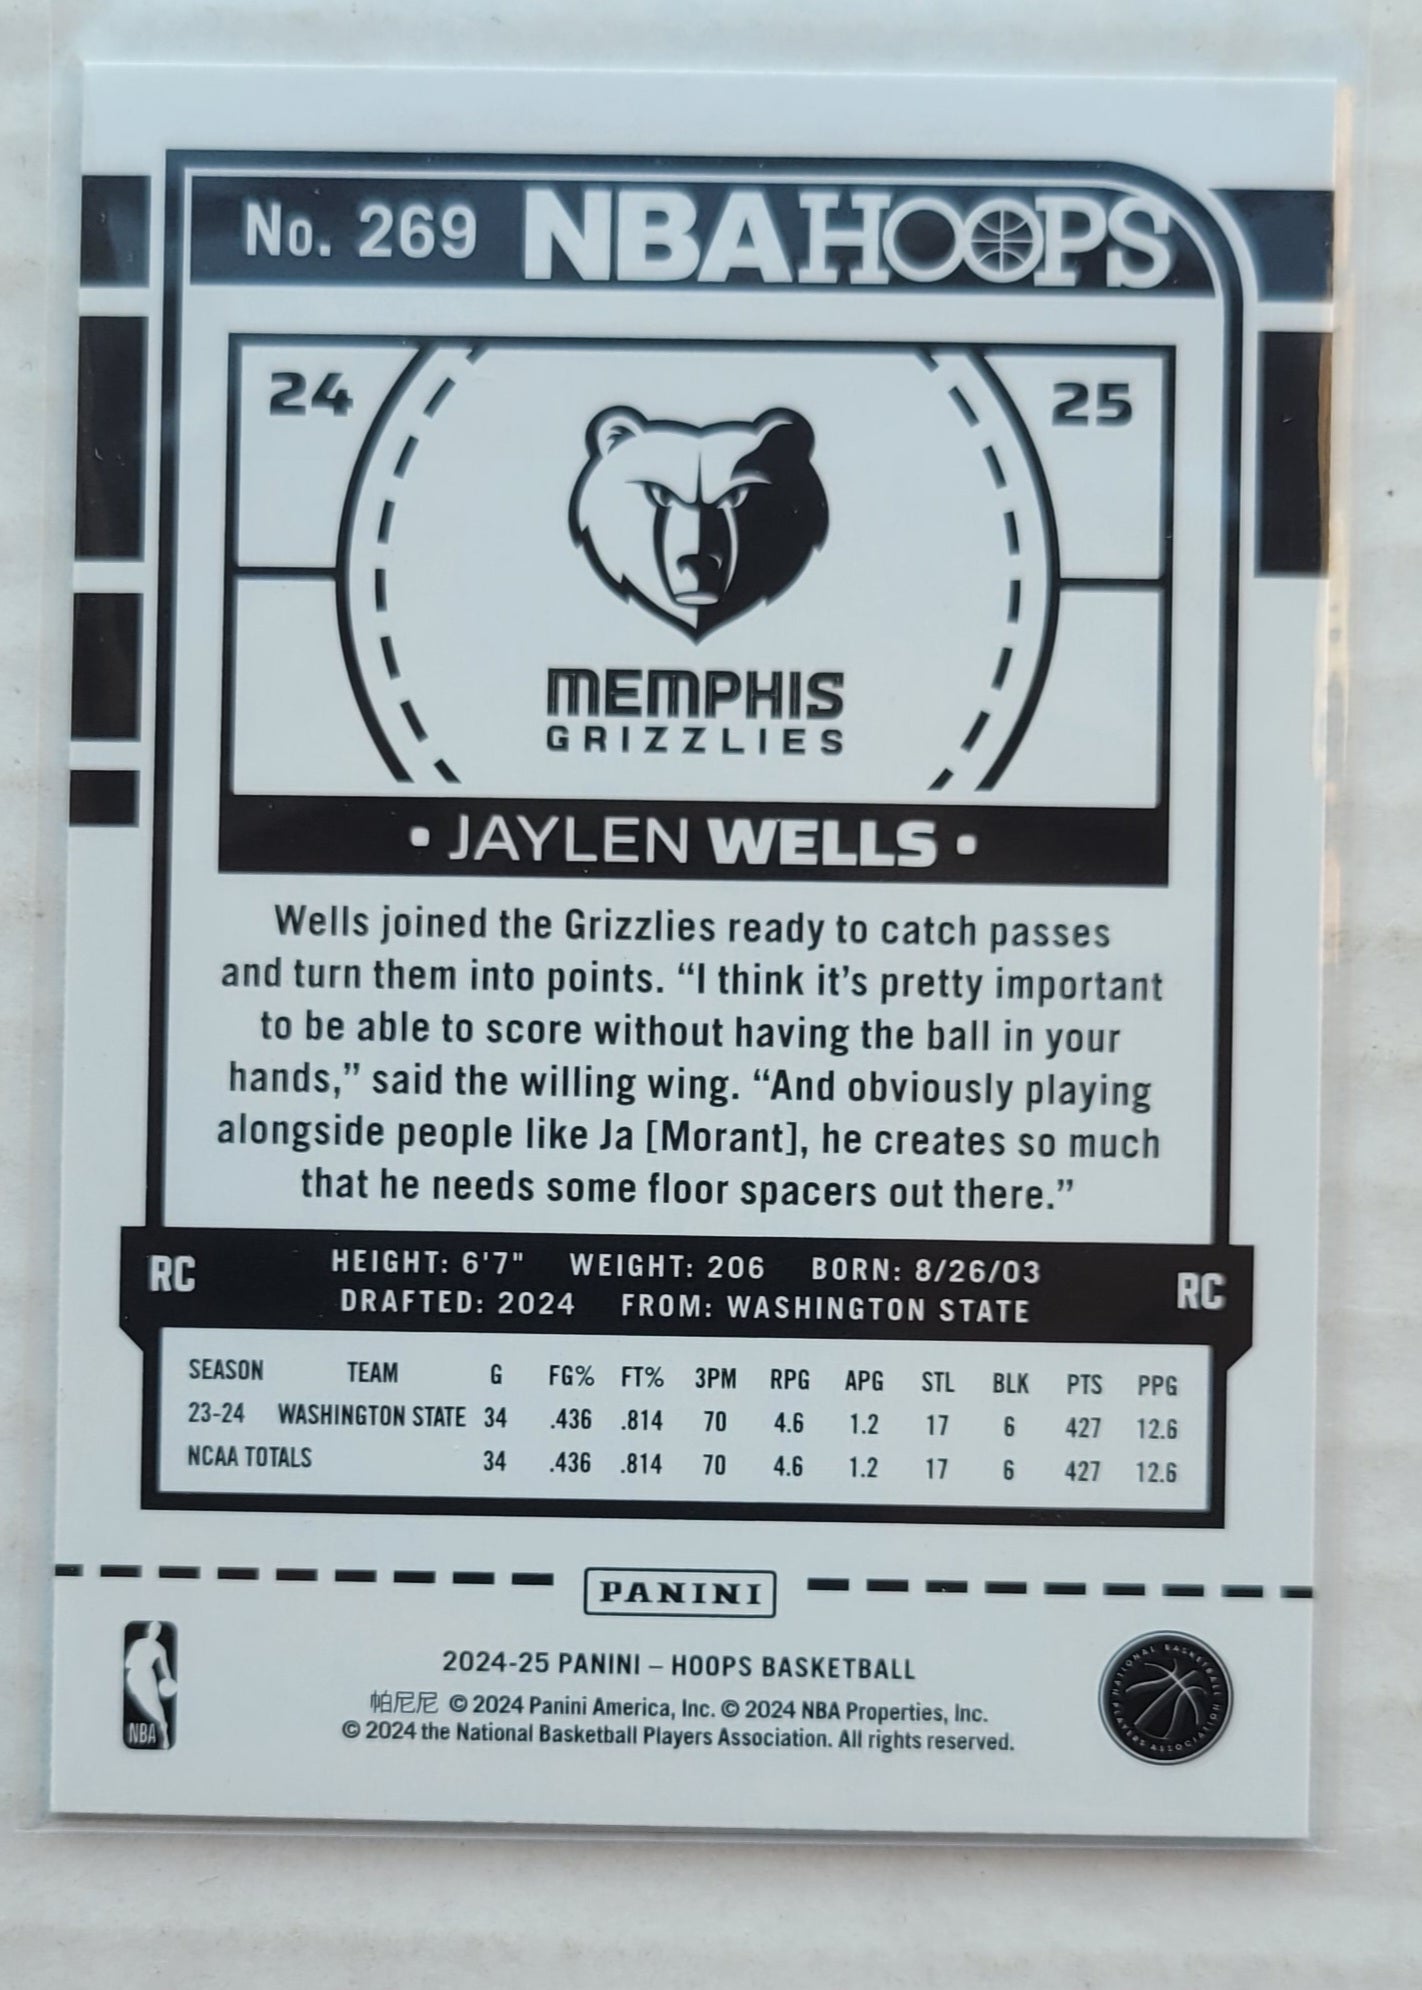 No. 269 NBA HOOPS
24 25
MEMPHIS
GRIZZLIES
• JAYLEN WELLS •
Wells joined the Grizzlies ready to catch passes
and turn them into points. “I think it’s pretty important
to be able to score without having the ball in your
hands,” said the willing wing. “And obviously playing
alongside people like Ja [Morant], he creates so much
that he needs some floor spacers out there.”
RC HEIGHT: 6'7" WEIGHT: 206 BORN: 8/26/03 RC
DRAFTED: 2024 FROM: WASHINGTON STATE
SEASON TEAM G FG% FT% 3PM RPG APG STL BLK PTS PPG
23-24 WASHINGTON STATE 34 .436 .814 70 4.6 1.2 17 6 427 12.6
NCAA TOTALS 34 .436 .814 70 4.6 1.2 17 6 427 12.6
PANINI
2024-25 PANINI – HOOPS BASKETBALL
帕尼尼 © 2024 Panini America, Inc. © 2024 NBA Properties, Inc.
© 2024 the National Basketball Players Association. All rights reserved.
NBA
NATIONAL BASKETBALL PLAYERS ASSOCIATION